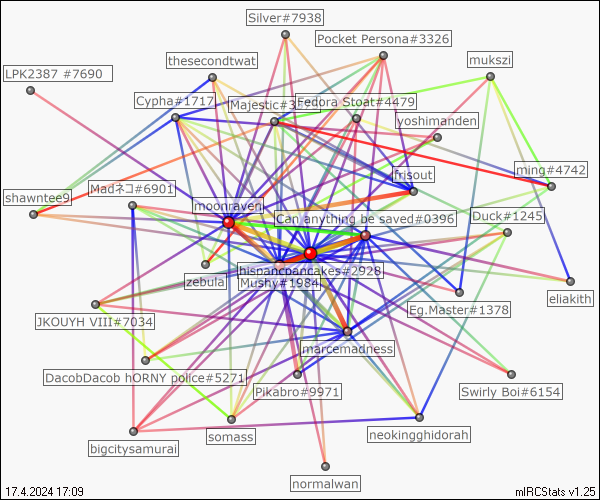 Silver#7938
Pocket Persona#3326
thesecondtwat
mukszi
LPK2387 #7690
Cypha#1717
Majestic#3
Fedora Stoat#4479
yoshimanden
frisout
ming#4742
shawntee9
Madネコ#6901
moonraven
Can anything be saved#0396
Duck#1245
zebula
hispancpancakes#2928
Mushy#1984
eliakith
JKOUYH VIII#7034
Eg.Master#1378
marcemadness
DacobDacob hORNY police#5271
Pikabro#9971
Swirly Boi#6154
bigcitysamurai
somass
neokingghidorah
normalwan
17.4.2024 17:09
mIRCStats v1.25